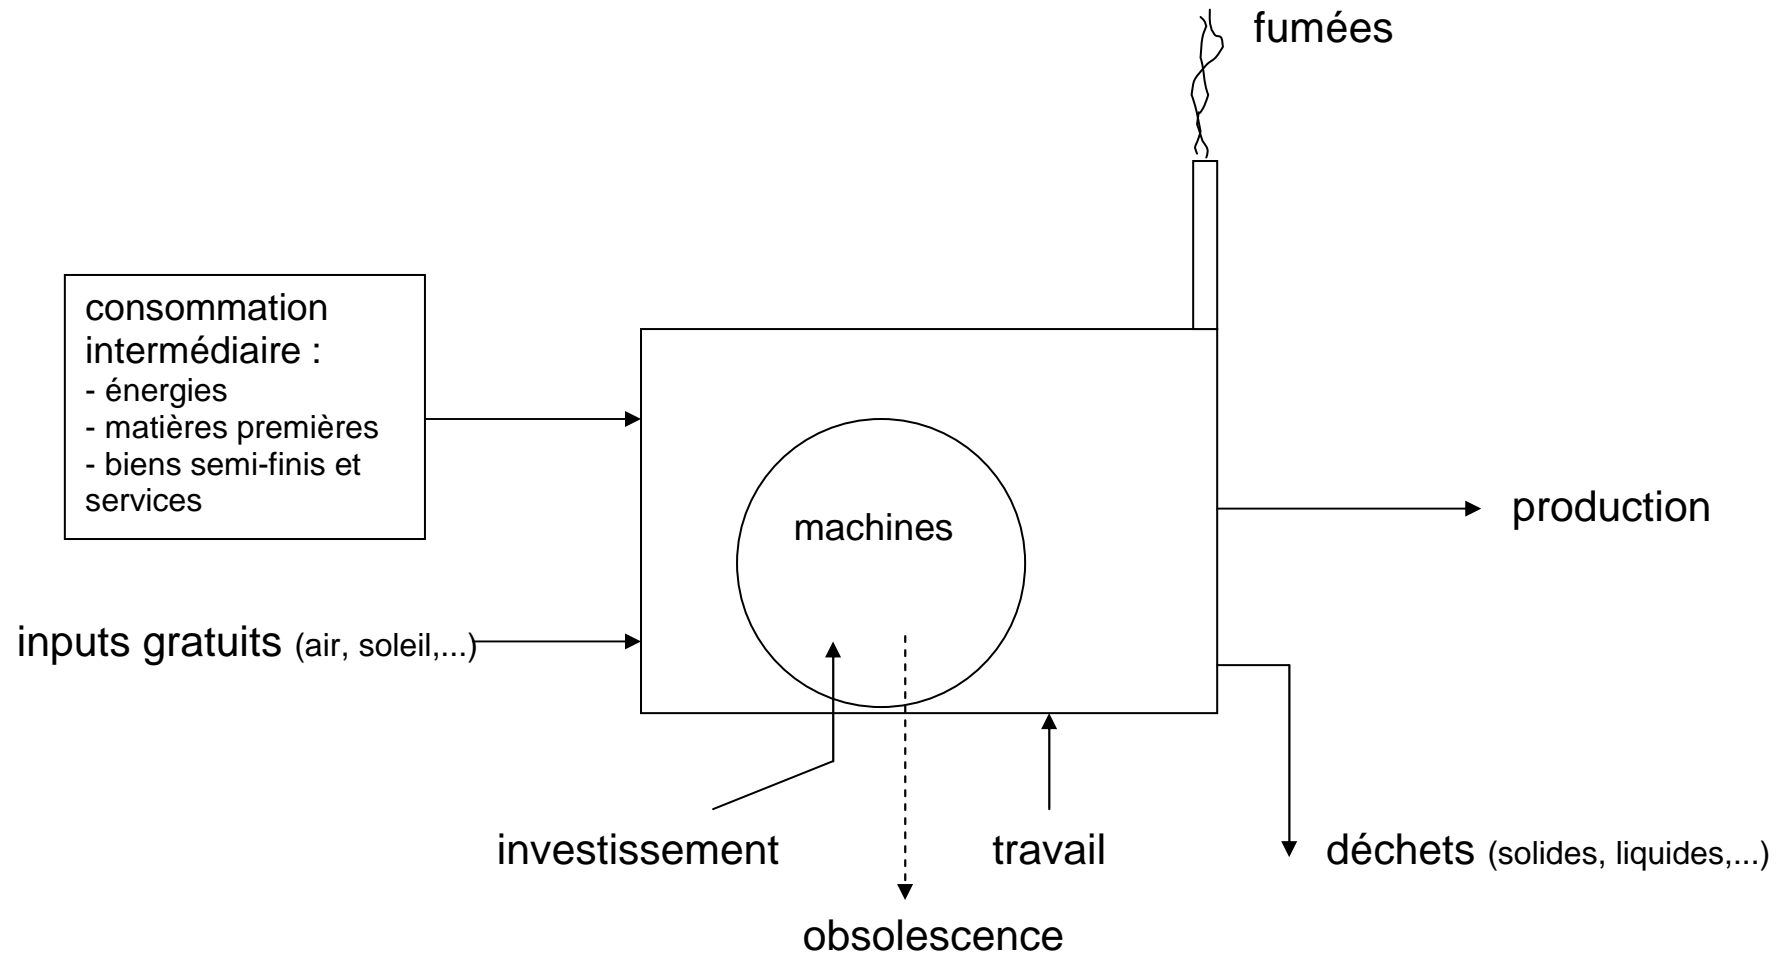 fumées
consommation
intermédiaire :
- énergies
- matières premières
- biens semi-finis et
services
machines
production
inputs gratuits (air, soleil,...)
investissement
travail
déchets (solides, liquides,...)
obsolescence